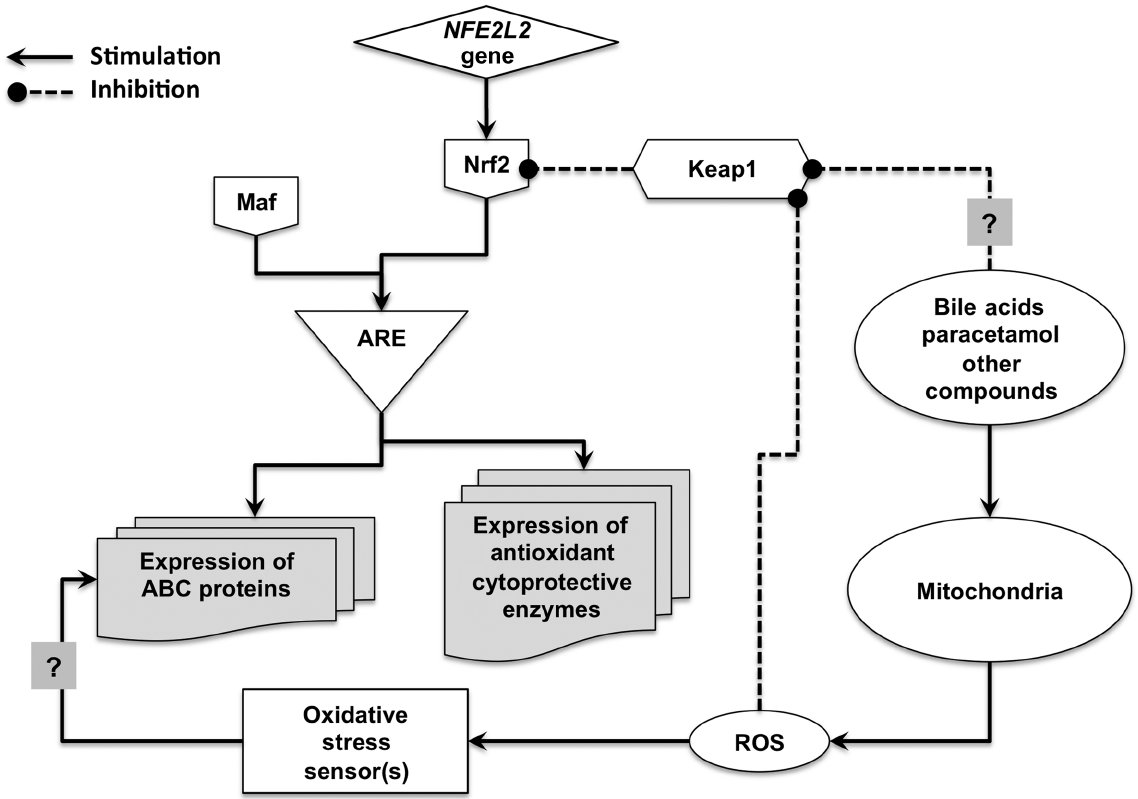 NFE2L2
gene
Stimulation
Inhibition
Nrf2
Keap1
Maf
?
ARE
Bile acids
paracetamol
other
compounds
Expression of
ABC proteins
Expression of
antioxidant
cytoprotective
enzymes
Mitochondria
?
Oxidative
stress
sensor(s)
ROS